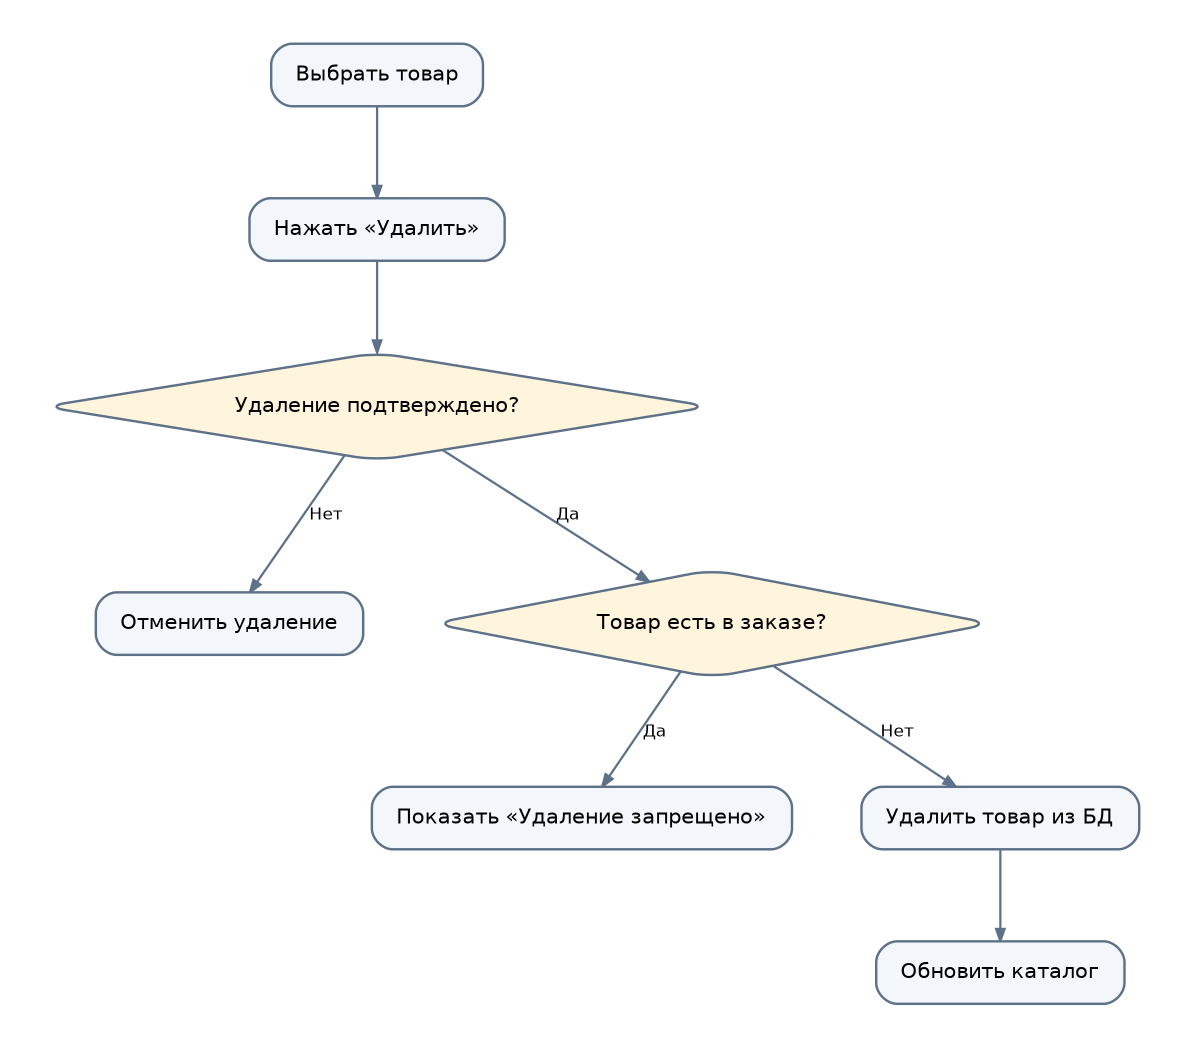 Выбрать товар
Нажать «Удалить»
Удаление подтверждено?
Нет
Да
Отменить удаление
Товар есть в заказе?
Да
Нет
Показать «Удаление запрещено»
Удалить товар из БД
Обновить каталог